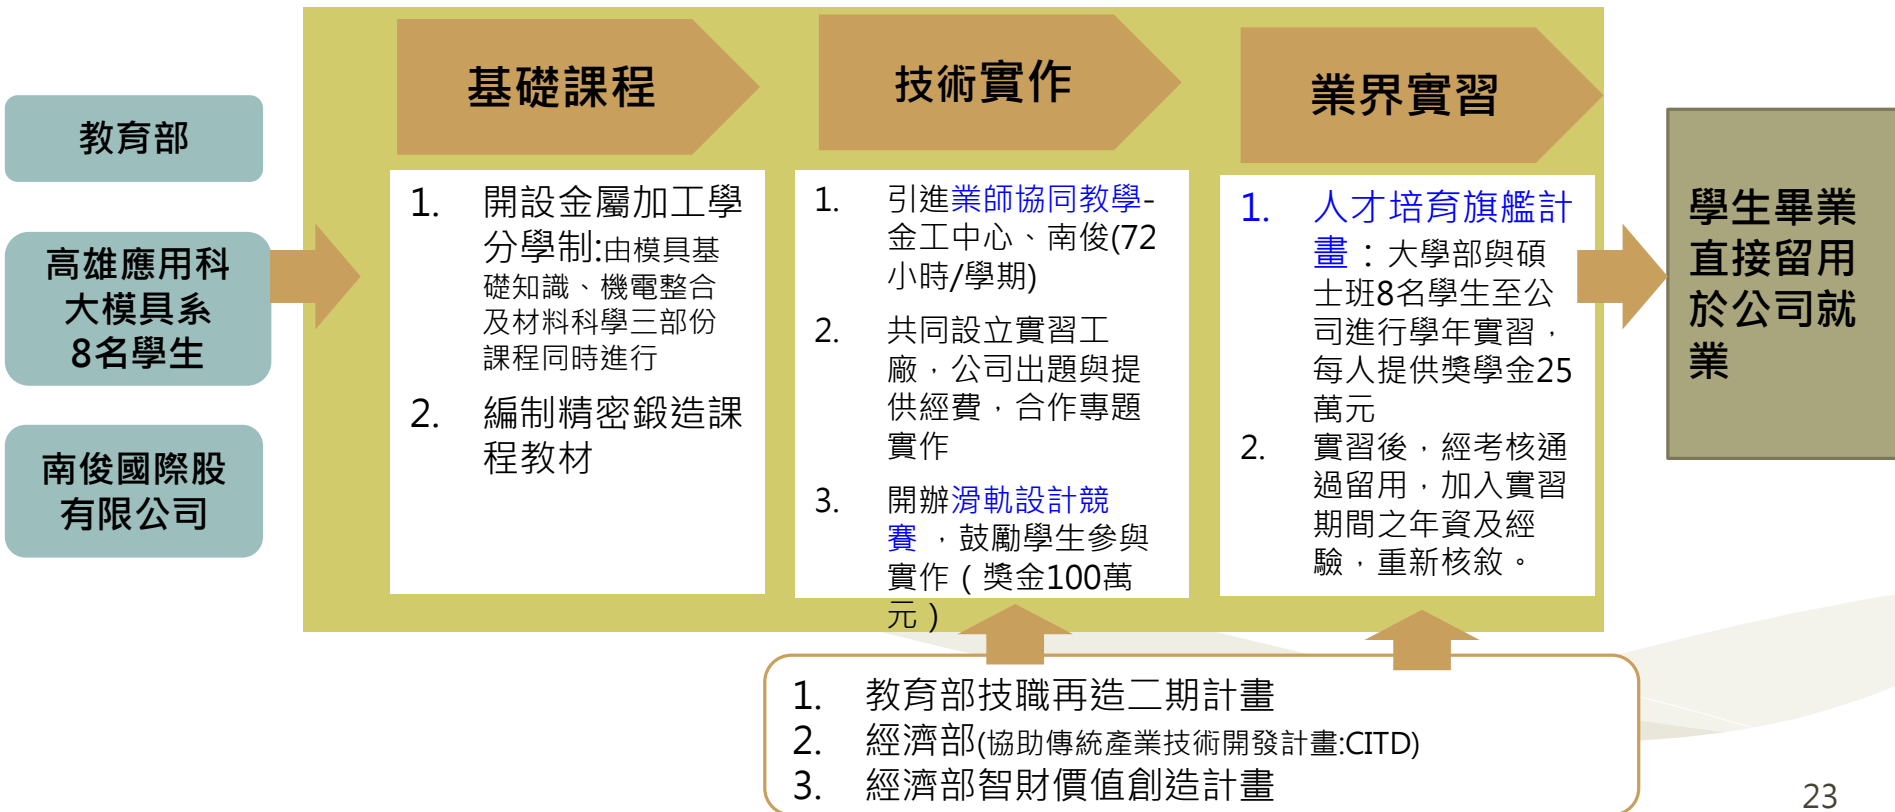 教育部
高雄應用科
大模具系
8名學生
南俊國際股
有限公司
基礎課程
1. 開設金屬加工學
分學制:由模具基
礎知識、機電整合
及材料科學三部份
課程同時進行
2. 編制精密鍛造課
程教材
技術實作
1. 引進業師協同教學-
金工中心、南俊(72
小時/學期)
2. 共同設立實習工
廠，公司出題與提
供經費，合作專題
實作
3. 開辦滑軌設計競
賽，鼓勵學生參與
實作（獎金100萬
元）
業界實習
1. 人才培育旗艦計
畫：大學部與碩
士班8名學生至公
司進行學年實習，
每人提供獎學金25
萬元
2. 實習後，經考核通
過留用，加入實習
期間之年資及經
驗，重新核敘。
學生畢業
直接留用
於公司就
業
1. 教育部技職再造二期計畫
2. 經濟部(協助傳統產業技術開發計畫:CITD)
3. 經濟部智財價值創造計畫
23